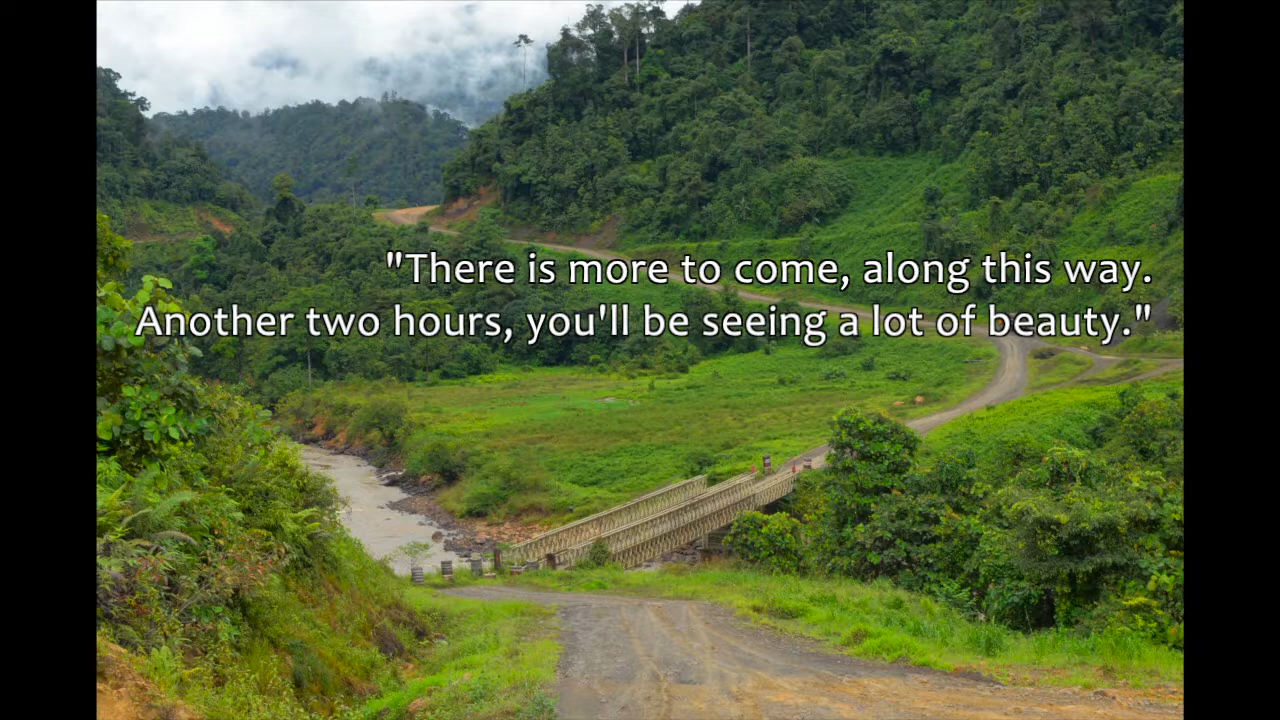 "There is more to come, along this way.
Another two hours, you'll be seeing a lot of beauty."